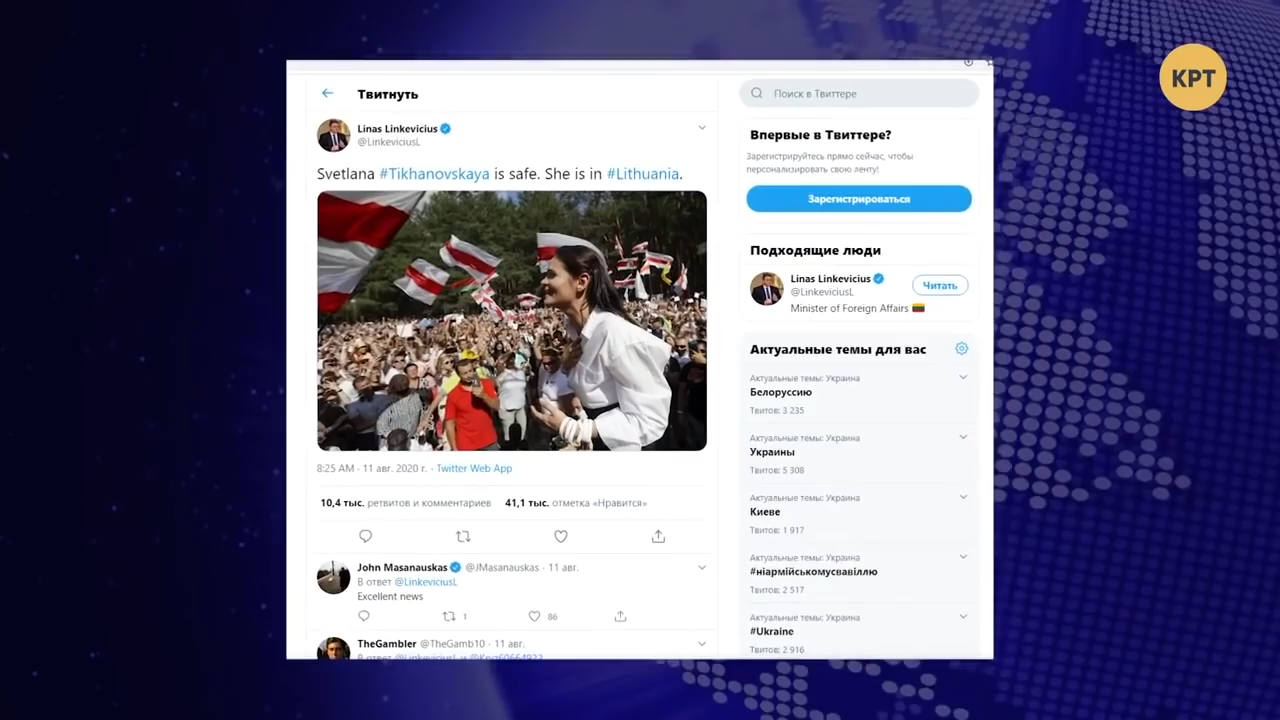 КРТ
Твитнуть
Linas Linkevicius
@LinkeviciusL
Svetlana #Tikhanovskaya is safe. She is in #Lithuania.
8:25 AM · 11 авг. 2020 г. · Twitter Web App
10,4 тыс. ретвитов и комментариев 41,1 тыс. отметка «Нравится»
John Masanauskas @JMasanauskas · 11 авг.
В ответ @LinkeviciusL
Excellent news
1 86
TheGambler @TheGamb10 · 11 авг.
В ответ @LinkeviciusL и
Поиск в Твиттере
Впервые в Твиттере?
Зарегистрируйтесь прямо сейчас, чтобы
персонализировать свою ленту!
Зарегистрироваться
Подходящие люди
Linas Linkevicius
@LinkeviciusL
Читать
Minister of Foreign Affairs
Актуальные темы для вас
Актуальные темы: Украина
Белоруссию
Твитов: 3 235
Актуальные темы: Украина
Украины
Твитов: 5 308
Актуальные темы: Украина
Киеве
Твитов: 1 917
Актуальные темы: Украина
#ніармійськомусвавіллю
Твитов: 2 517
Актуальные темы: Украина
#Ukraine
Твитов: 2 916